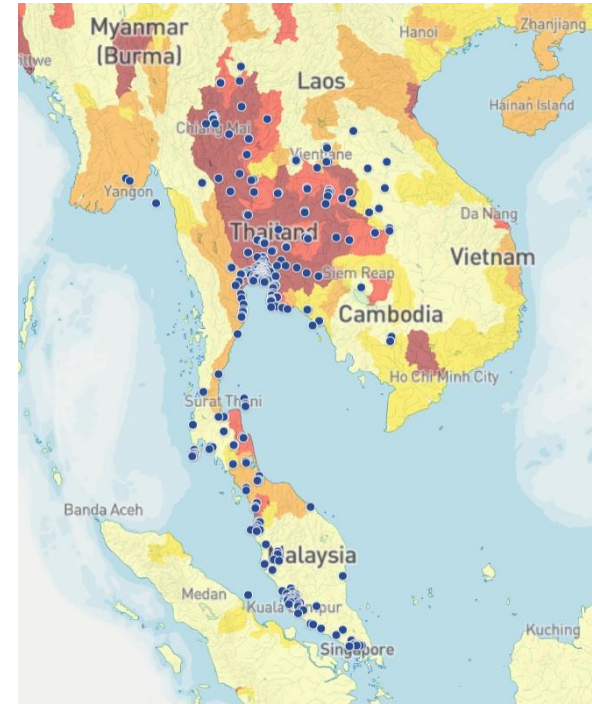 Myanmar
(Burma)
Hanoi
Zhanjiang
Laos
Hainan Island
Chiang Mai
Vientiane
Yangon
Da Nang
Thailand
Vietnam
Siem Reap
Cambodia
Ho Chi Minh City
Surat Thani
Banda Aceh
Malaysia
Medan
Kuala Lumpur
Kuching
Singapore